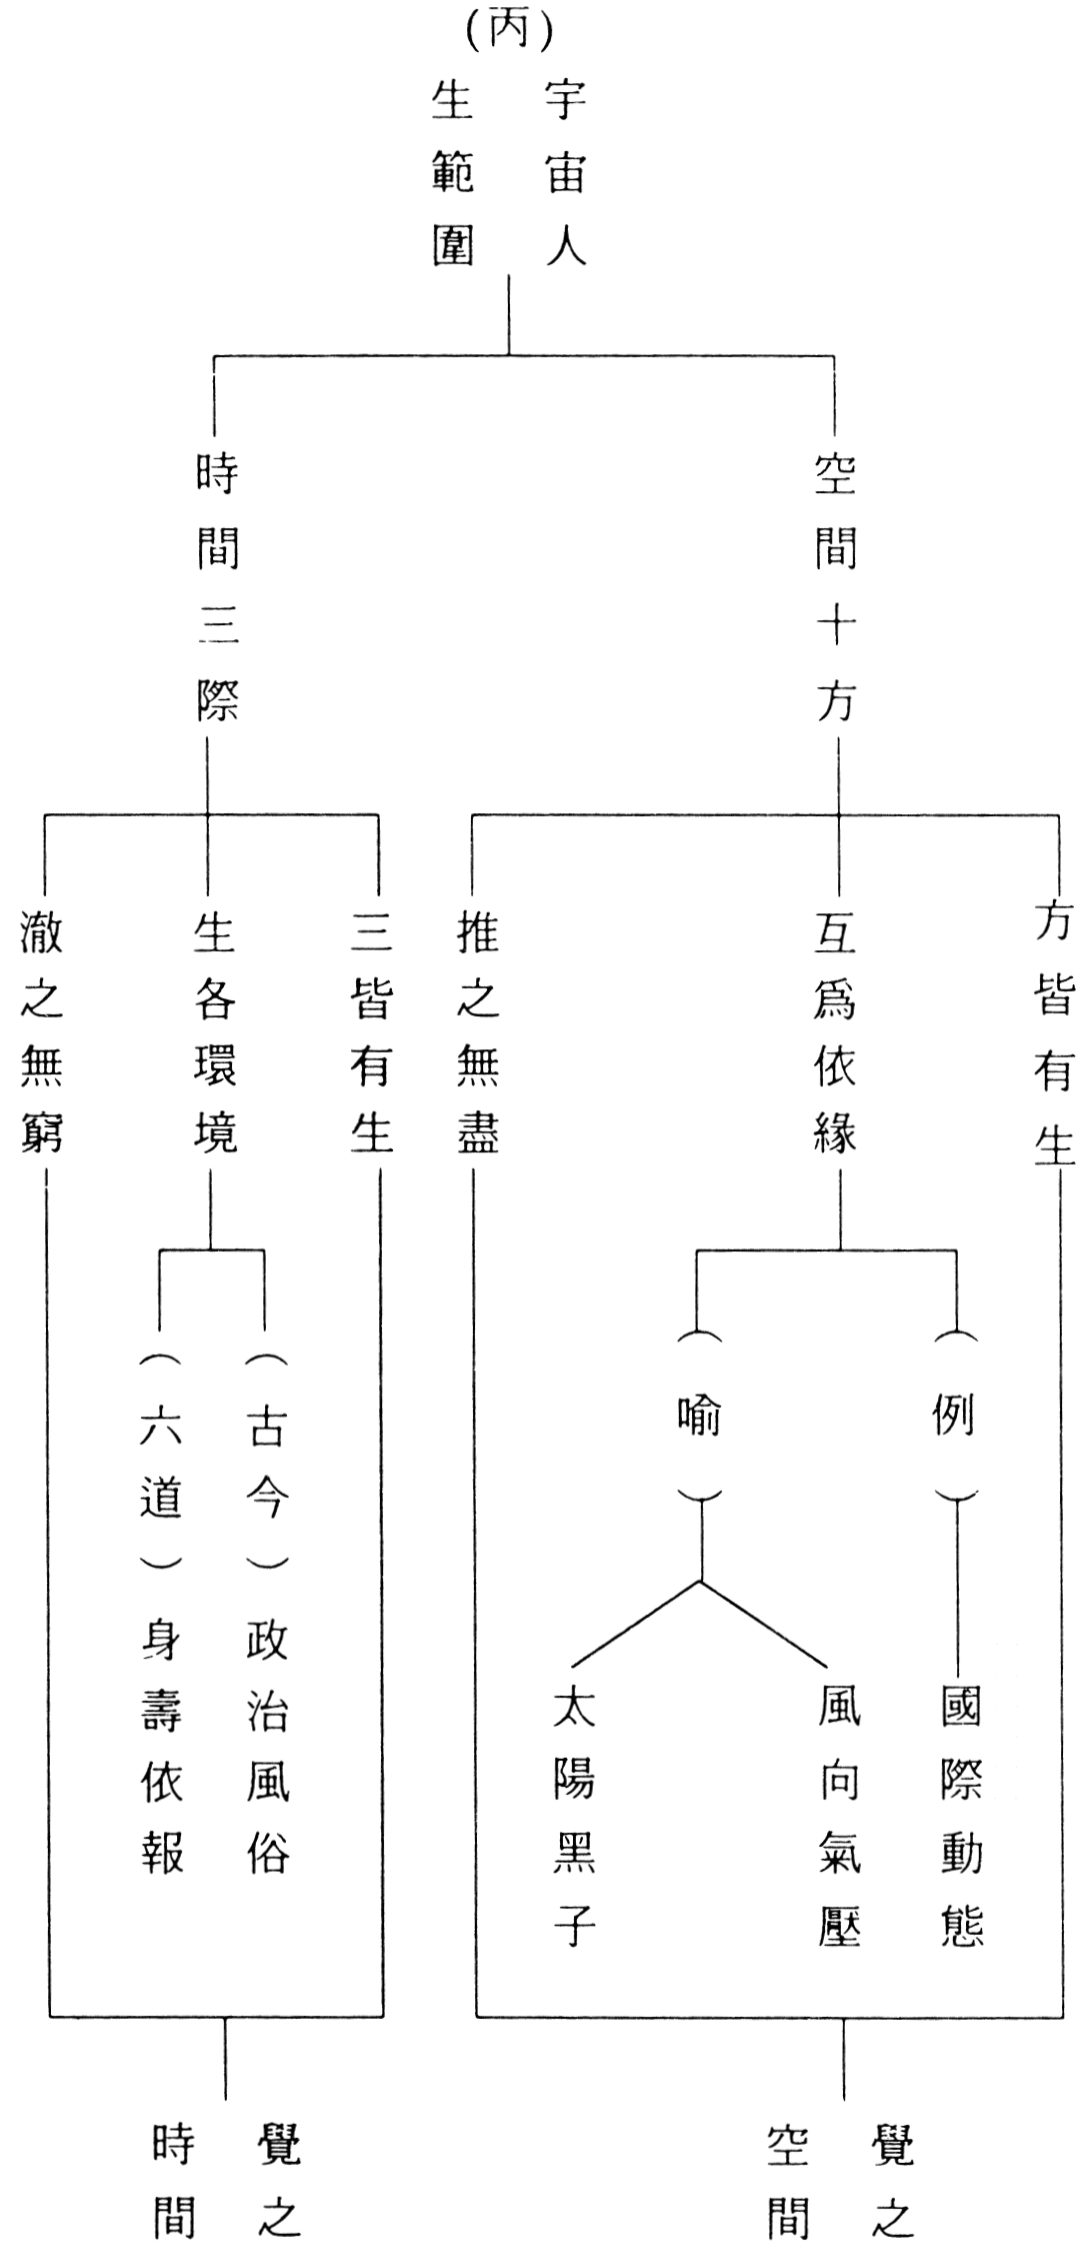 (丙)
宇宙人
生範圍
空間十方
時間三際
方皆有生
互爲依緣
推之無盡
三皆有生
生各環境
澈之無窮
(例)
國際動態
(喻)
風向氣壓
太陽黑子
(古今)政治風俗
(六道)身壽依報
覺之
空間
覺之
時間